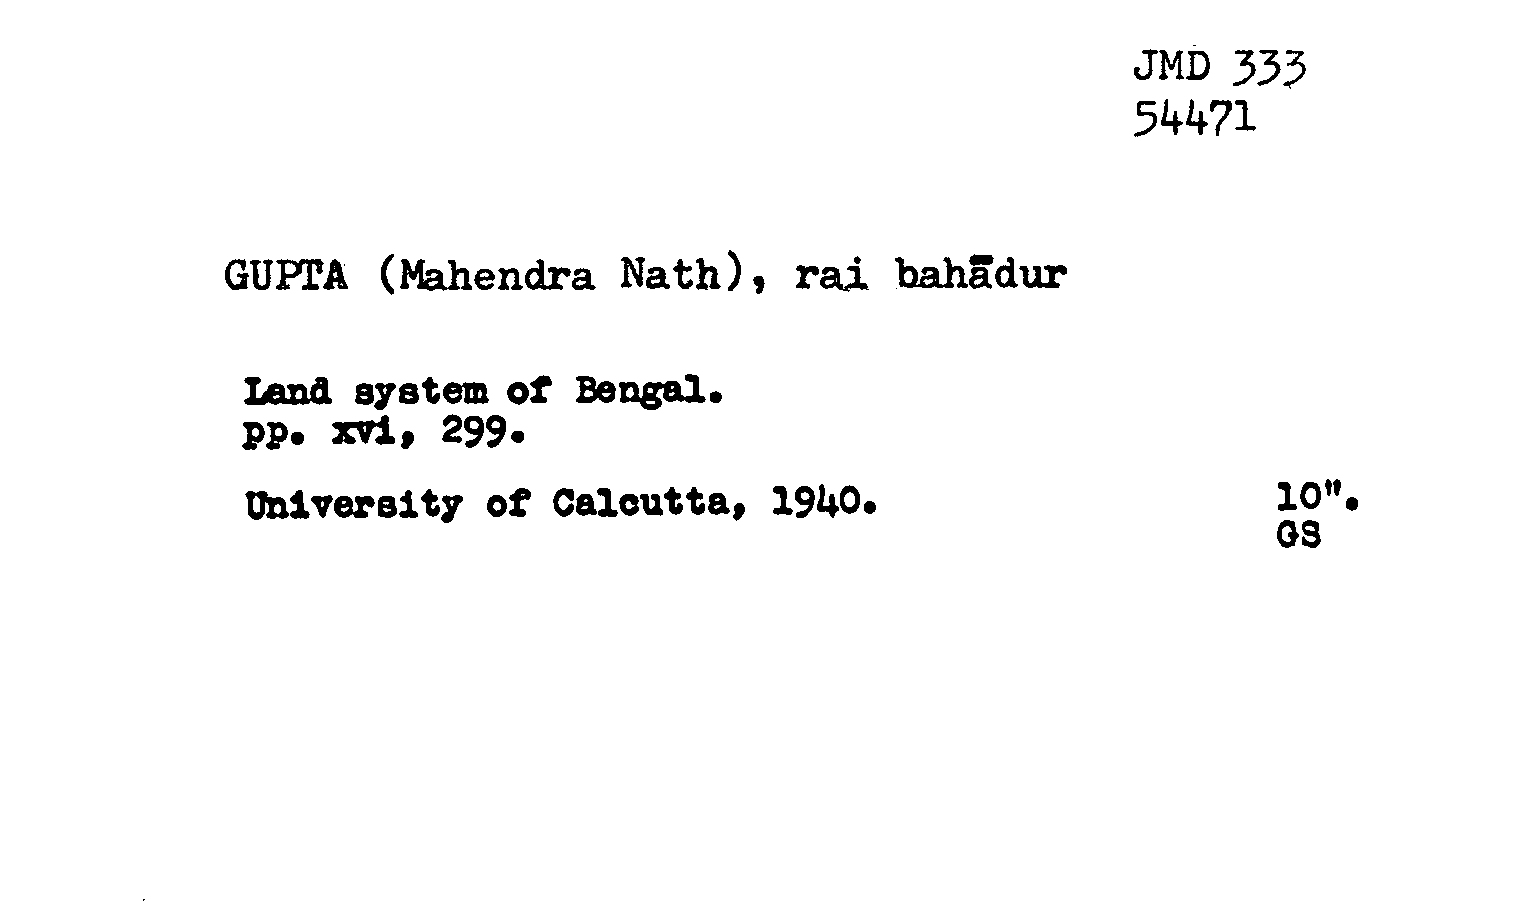 JMD 333
54471
GUPTA (Mahendra Nath), rai bahādur
Land system of Bengal.
pp. xvi, 299.
University of Calcutta, 1940.
10".
GS